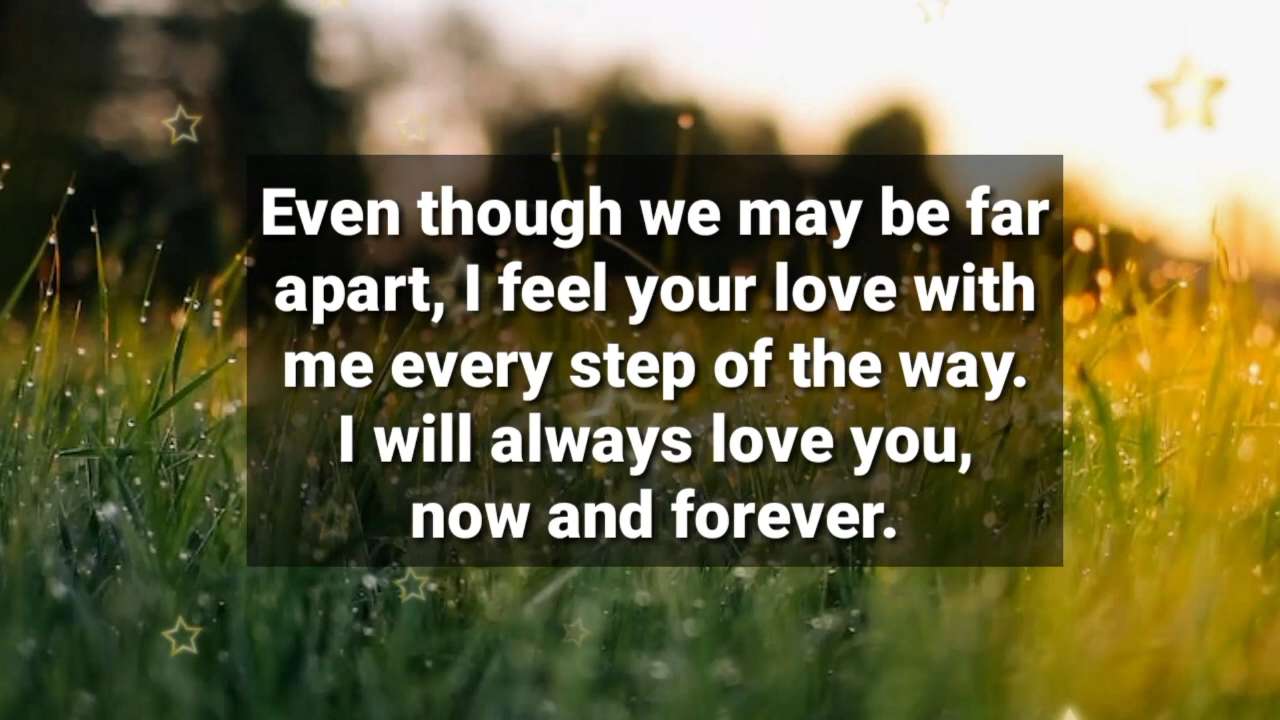 Even though we may be far
apart, I feel your love with
me every step of the way.
I will always love you,
now and forever.